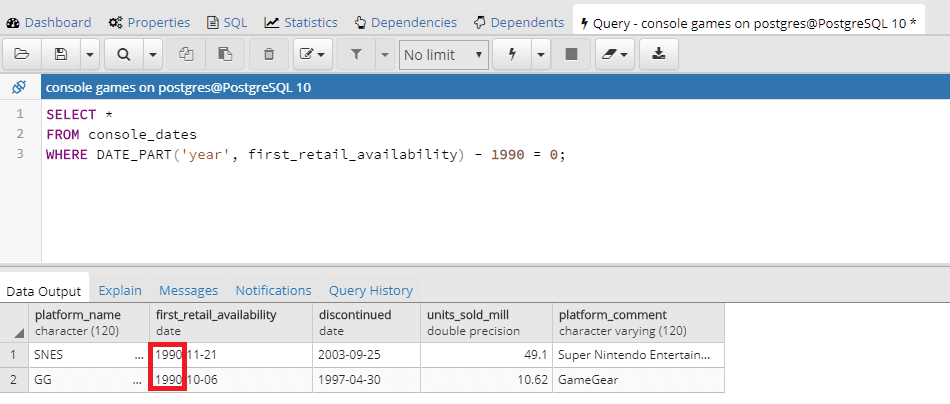 Dashboard Properties SQL Statistics Dependencies Dependents Query - console games on postgres@PostgreSQL 10 *
No limit
console games on postgres@PostgreSQL 10
1 SELECT *
2 FROM console_dates
3 WHERE DATE_PART('year', first_retail_availability) - 1990 = 0;
Data Output Explain Messages Notifications Query History
platform_name first_retail_availability discontinued units_sold_mill platform_comment
character (120) date date double precision character varying (120)
1 SNES ... 1990-11-21 2003-09-25 49.1 Super Nintendo Entertain...
2 GG ... 1990-10-06 1997-04-30 10.62 GameGear